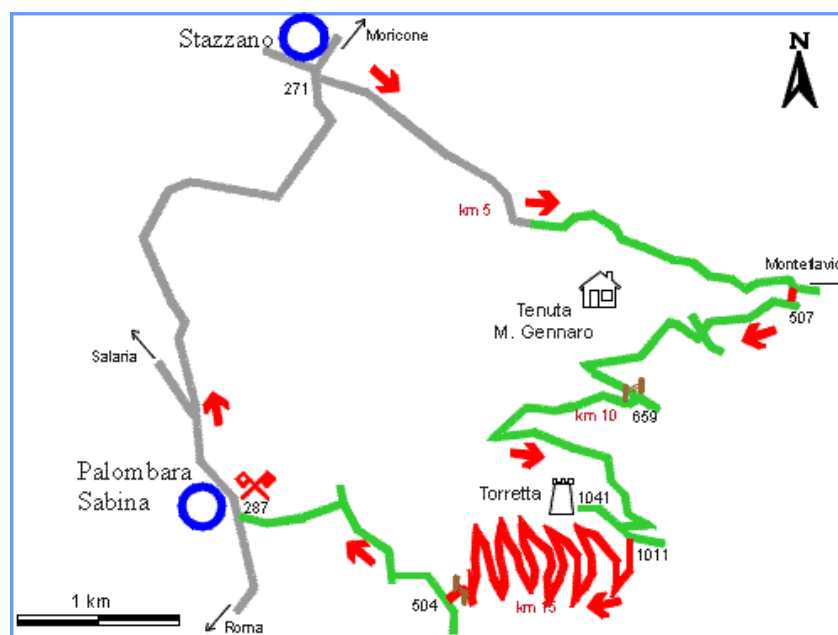 Stazzano
Moricone
N
271
km 5
Monteflavio
Tenuta
M. Gennaro
507
Salaria
km 10
659
Palombara
Sabina
287
Torretta
1041
1011
504
km 15
1 km
Roma